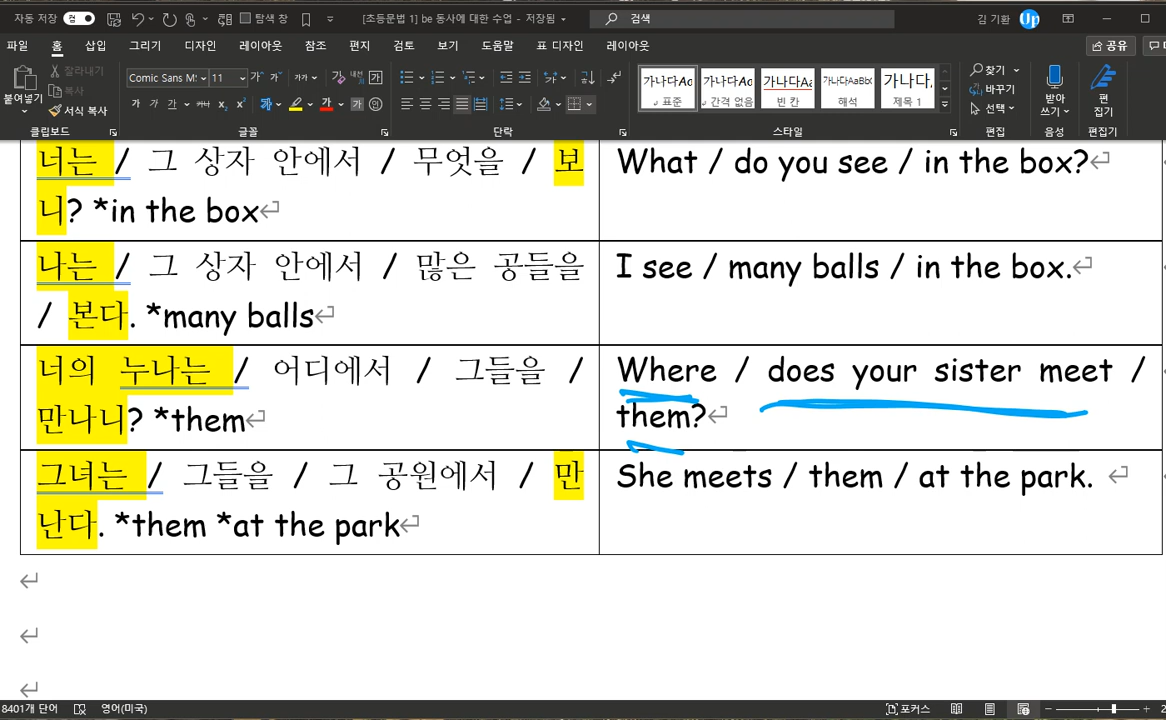 자동 저장 켬 탐색 창 [초등문법 1] be 동사에 대한 수업 - 저장됨 검색 김 기환 Up
파일 홈 삽입 그리기 디자인 레이아웃 참조 편지 검토 보기 도움말 표 디자인 레이아웃 공유
붙여넣기 잘라내기 복사 서식 복사
Comic Sans MS 11
가나다Aa 표준 가나다Aa 간격 없음 가나다Aa 빈 칸 가나다AaBbC 해석 가나다. 제목 1
찾기 바꾸기 선택 받아쓰기 편집기
클립보드 글꼴 단락 스타일 편집 음성 편집기
너는 / 그 상자 안에서 / 무엇을 / 보
니? *in the box
What / do you see / in the box?
나는 / 그 상자 안에서 / 많은 공들을
/ 본다. *many balls
I see / many balls / in the box.
너의 누나는 / 어디에서 / 그들을 /
만나니? *them
Where / does your sister meet /
them?
그녀는 / 그들을 / 그 공원에서 / 만
난다. *them *at the park
She meets / them / at the park.
8401개 단어 영어(미국) 포커스